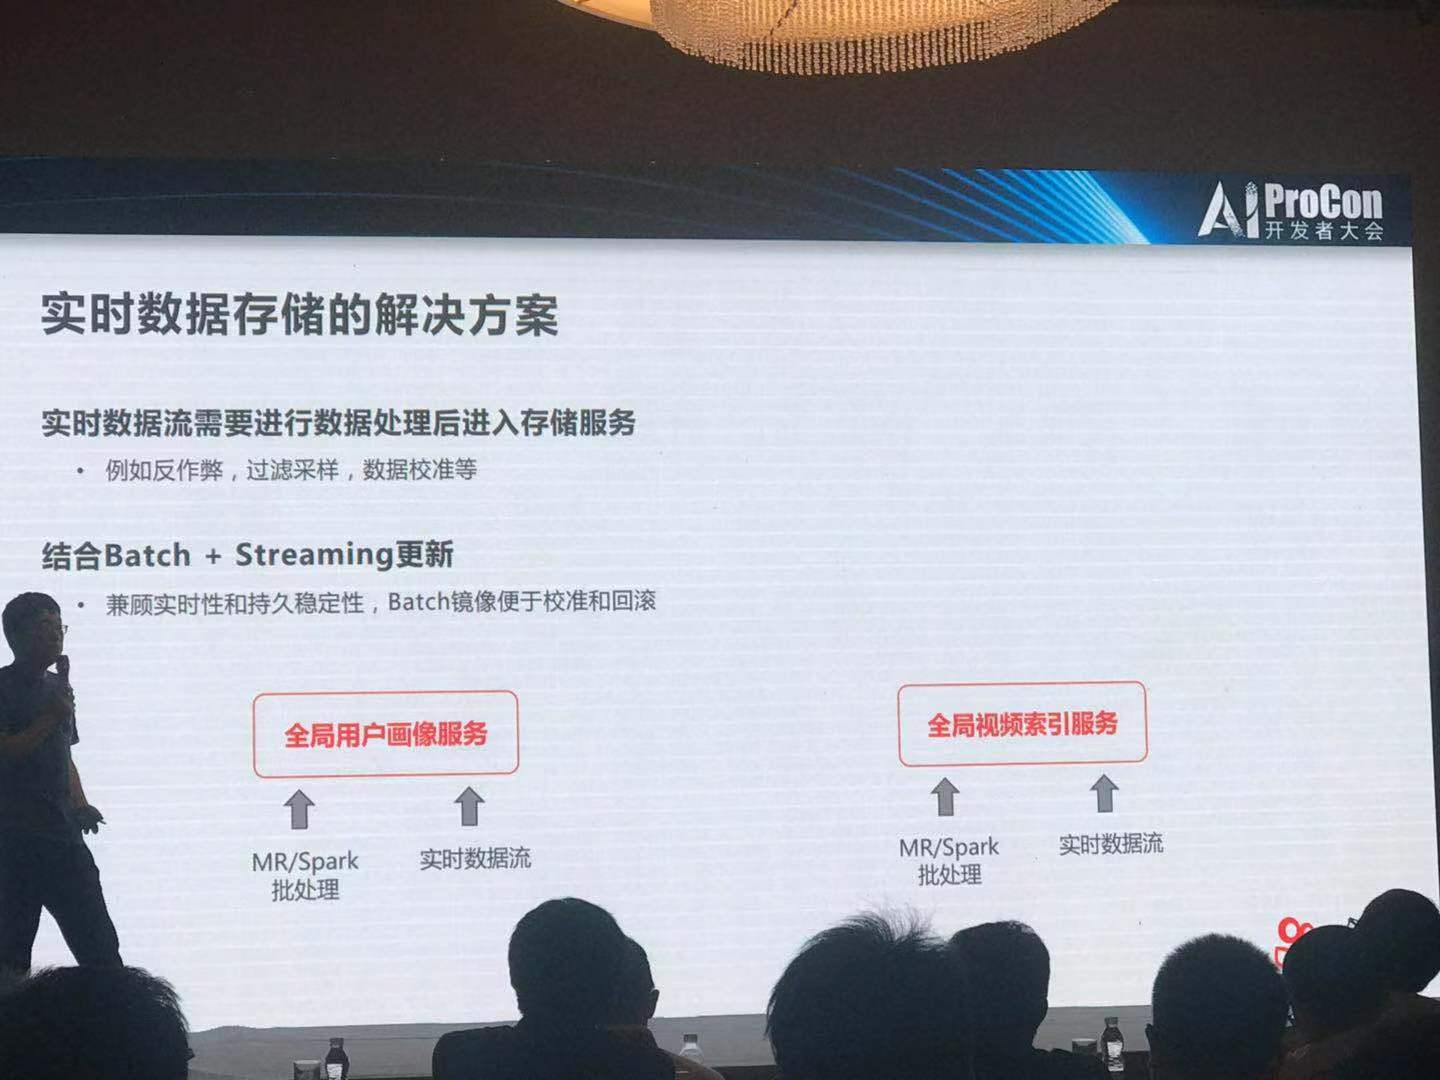 AI ProCon
开发者大会
实时数据存储的解决方案
实时数据流需要进行数据处理后进入存储服务
• 例如反作弊，过滤采样，数据校准等
结合Batch + Streaming更新
• 兼顾实时性和持久稳定性，Batch镜像便于校准和回滚
全局用户画像服务
全局视频索引服务
MR/Spark
批处理
实时数据流
MR/Spark
批处理
实时数据流